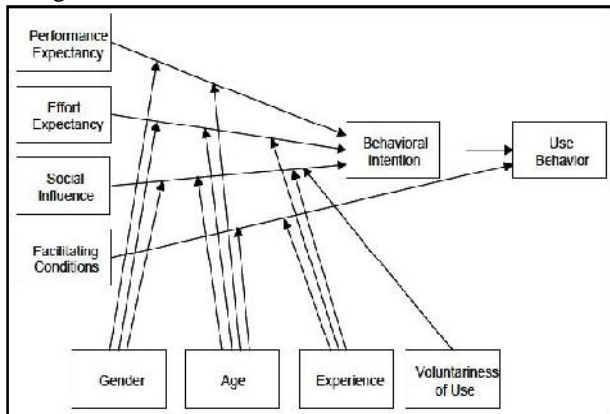 Performance
Expectancy
Effort
Expectancy
Social
Influence
Facilitating
Conditions
Behavioral
Intention
Use
Behavior
Gender
Age
Experience
Voluntariness
of Use